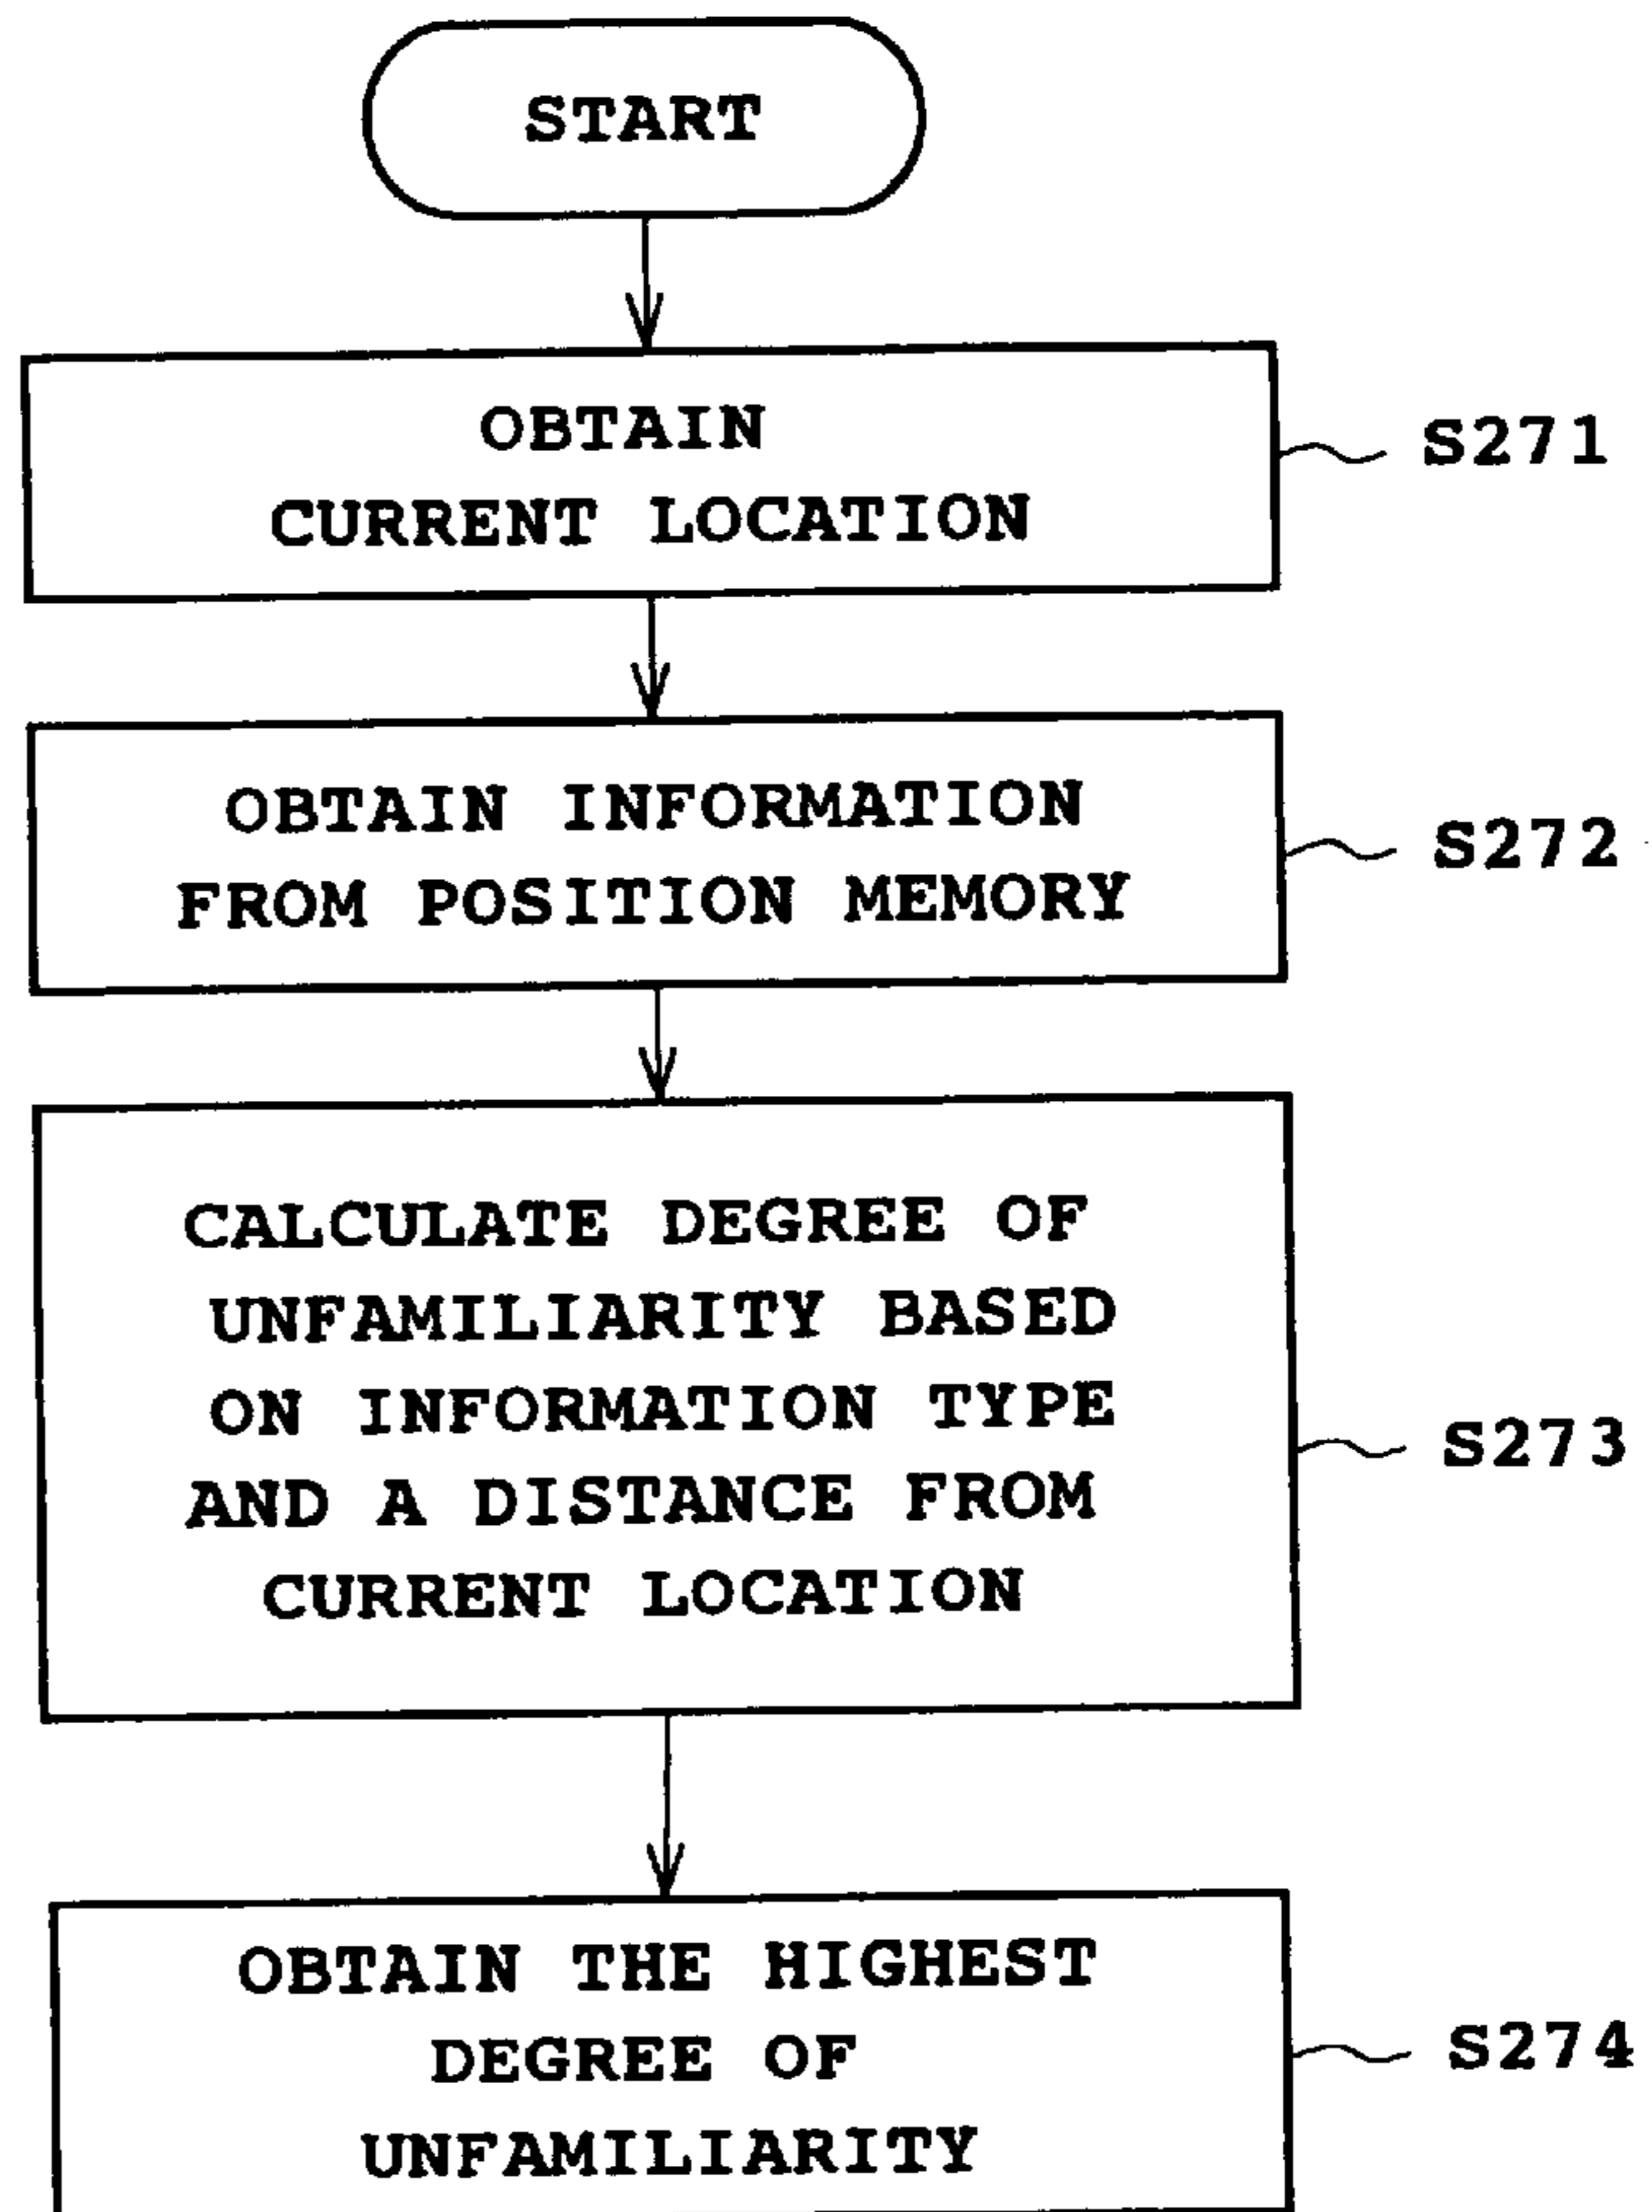 START
OBTAIN
CURRENT LOCATION
S271
OBTAIN INFORMATION
FROM POSITION MEMORY
S272
CALCULATE DEGREE OF
UNFAMILIARITY BASED
ON INFORMATION TYPE
AND A DISTANCE FROM
CURRENT LOCATION
S273
OBTAIN THE HIGHEST
DEGREE OF
UNFAMILIARITY
S274